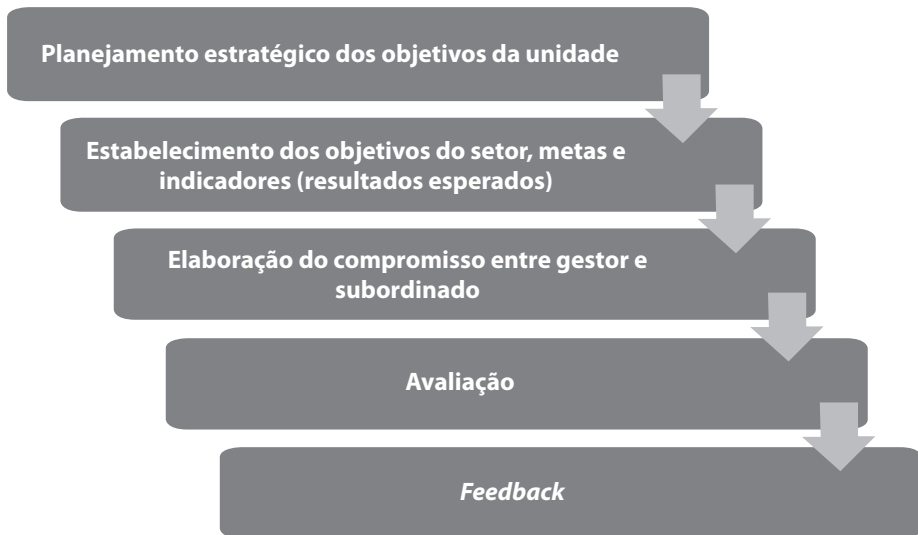 Planejamento estratégico dos objetivos da unidade
Estabelecimento dos objetivos do setor, metas e
indicadores (resultados esperados)
Elaboração do compromisso entre gestor e
subordinado
Avaliação
Feedback